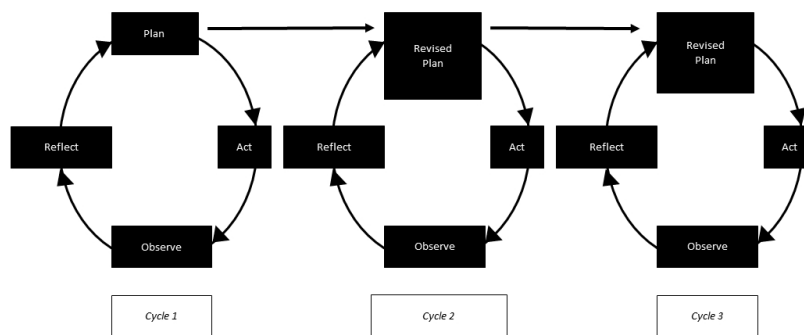 Plan
Revised
Plan
Revised
Plan
Reflect
Act
Reflect
Act
Reflect
Act
Observe
Observe
Observe
Cycle 1
Cycle 2
Cycle 3